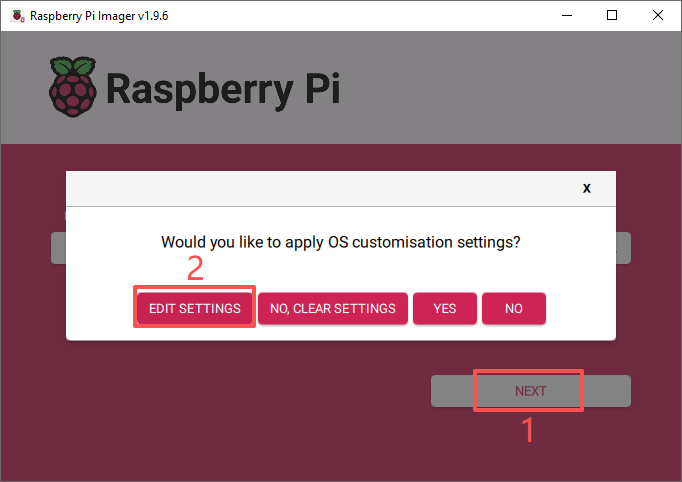 Raspberry Pi Imager v1.9.6
Raspberry Pi
x
Would you like to apply OS customisation settings?
2
EDIT SETTINGS NO, CLEAR SETTINGS YES NO
NEXT
1